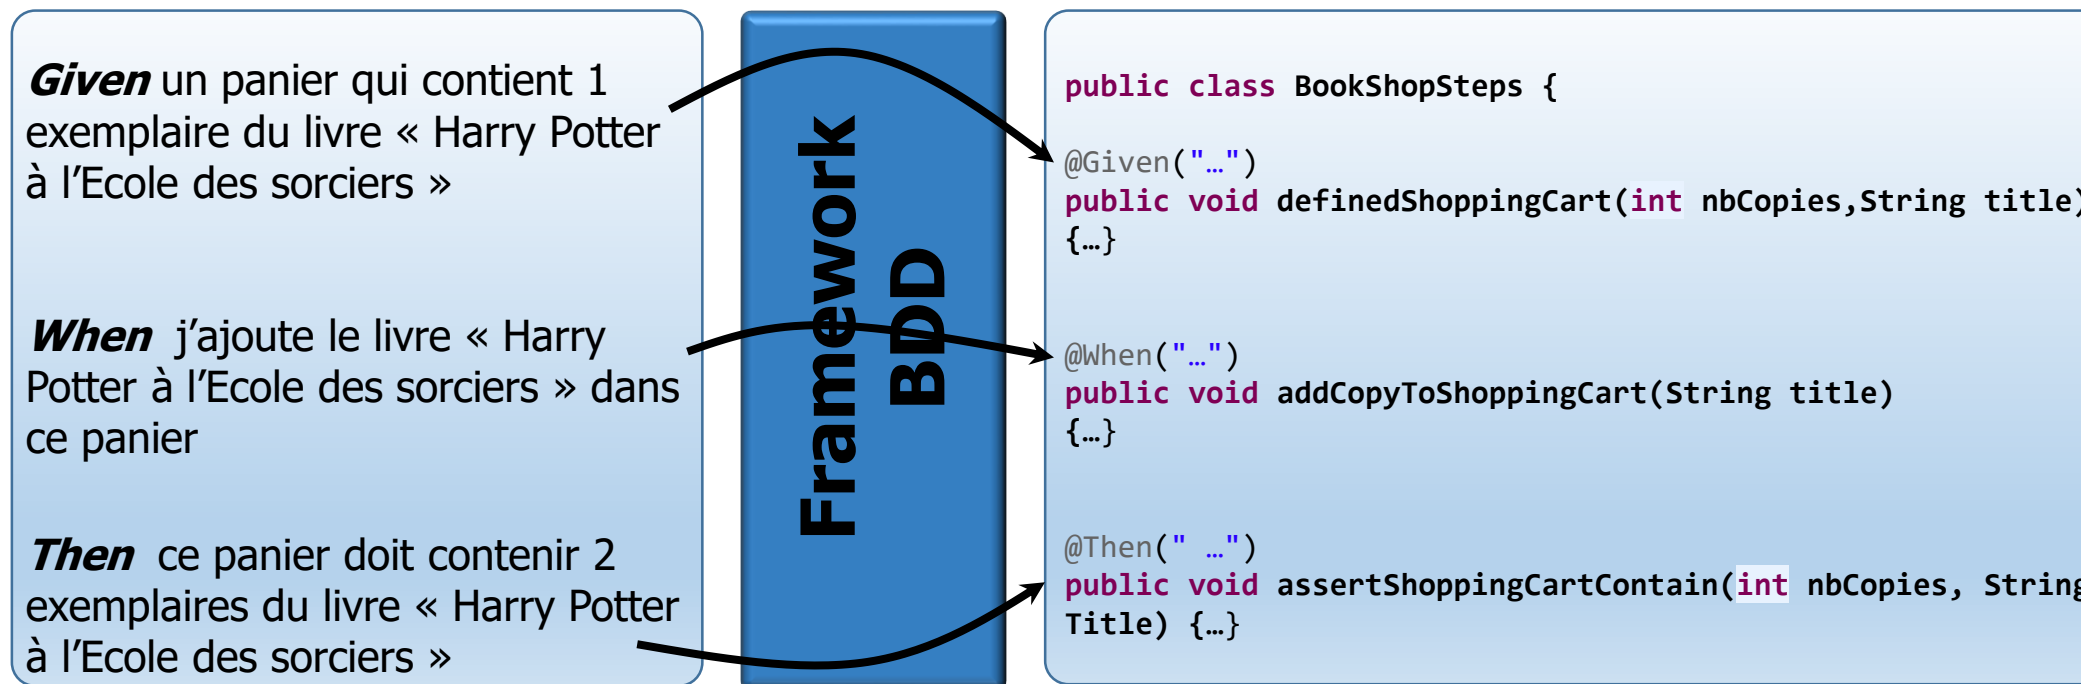 Given un panier qui contient 1
exemplaire du livre « Harry Potter
à l’Ecole des sorciers »
When j’ajoute le livre « Harry
Potter à l’Ecole des sorciers » dans
ce panier
Then ce panier doit contenir 2
exemplaires du livre « Harry Potter
à l’Ecole des sorciers »
Framework
BDD
public class BookShopSteps {
@Given("…")
public void definedShoppingCart(int nbCopies,String title)
{…}
@When("…")
public void addCopyToShoppingCart(String title)
{…}
@Then(" …")
public void assertShoppingCartContain(int nbCopies, String
Title) {…}